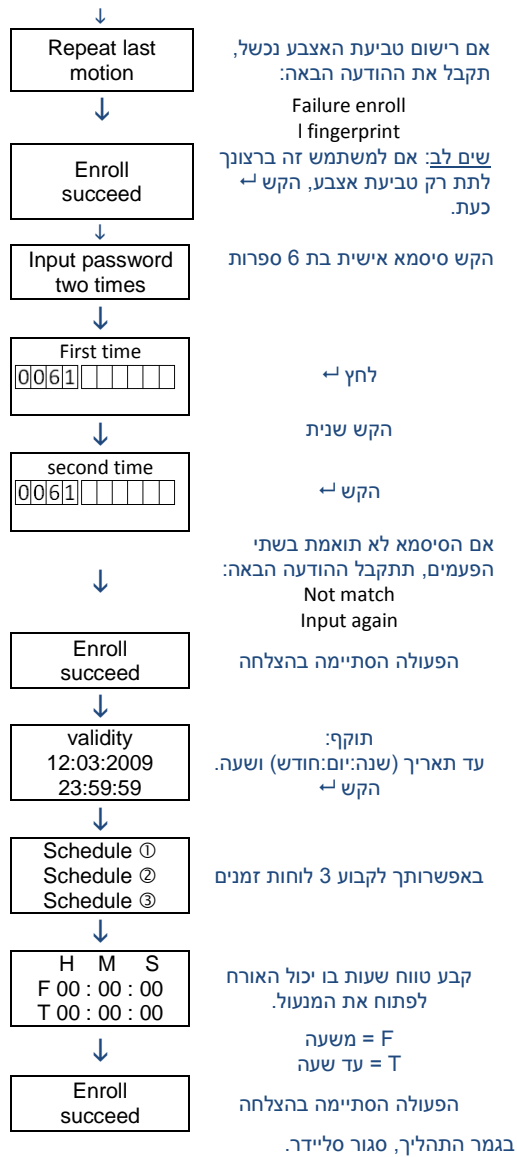 ↓
Repeat last
motion
אם רישום טביעת האצבע נכשל,
תקבל את ההודעה הבאה:
↓
Failure enroll
l fingerprint
Enroll
succeed
שים לב: אם למשתמש זה ברצונך
לתת רק טביעת אצבע, הקש ↵
כעת.
↓
Input password
two times
הקש סיסמא אישית בת 6 ספרות
↓
First time
0061
לחץ ↵
↓
הקש שנית
second time
0061
הקש ↵
↓
אם הסיסמא לא תואמת בשתי
הפעמים, תתקבל ההודעה הבאה:
Not match
Input again
Enroll
succeed
הפעולה הסתיימה בהצלחה
↓
validity
12:03:2009
23:59:59
תוקף:
עד תאריך (שנה:יום:חודש) ושעה.
הקש ↵
↓
Schedule ①
Schedule ②
Schedule ③
באפשרותך לקבוע 3 לוחות זמנים
↓
H M S
F 00 : 00 : 00
T 00 : 00 : 00
קבע טווח שעות בו יכול האורח
לפתוח את המנעול.
↓
F = משעה
T = עד שעה
Enroll
succeed
הפעולה הסתיימה בהצלחה
בגמר התהליך, סגור סליידר.